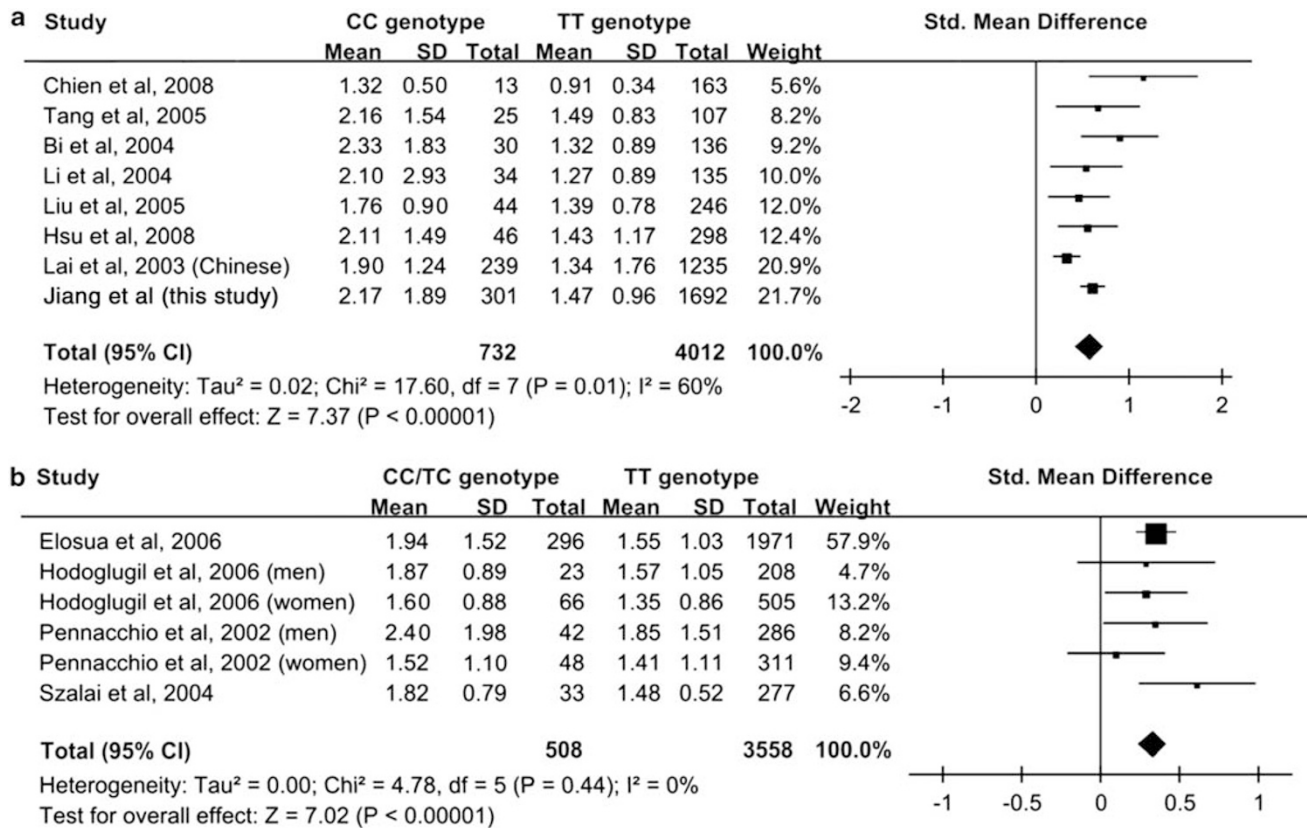 a Study CC genotype TT genotype Std. Mean Difference
Mean SD Total Mean SD Total Weight
Chien et al, 2008 1.32 0.50 13 0.91 0.34 163 5.6%
Tang et al, 2005 2.16 1.54 25 1.49 0.83 107 8.2%
Bi et al, 2004 2.33 1.83 30 1.32 0.89 136 9.2%
Li et al, 2004 2.10 2.93 34 1.27 0.89 135 10.0%
Liu et al, 2005 1.76 0.90 44 1.39 0.78 246 12.0%
Hsu et al, 2008 2.11 1.49 46 1.43 1.17 298 12.4%
Lai et al, 2003 (Chinese) 1.90 1.24 239 1.34 1.76 1235 20.9%
Jiang et al (this study) 2.17 1.89 301 1.47 0.96 1692 21.7%
Total (95% CI) 732 4012 100.0%
Heterogeneity: Tau² = 0.02; Chi² = 17.60, df = 7 (P = 0.01); I² = 60%
Test for overall effect: Z = 7.37 (P < 0.00001)
-2 -1 0 1 2
b Study CC/TC genotype TT genotype Std. Mean Difference
Mean SD Total Mean SD Total Weight
Elosua et al, 2006 1.94 1.52 296 1.55 1.03 1971 57.9%
Hodoglugil et al, 2006 (men) 1.87 0.89 23 1.57 1.05 208 4.7%
Hodoglugil et al, 2006 (women) 1.60 0.88 66 1.35 0.86 505 13.2%
Pennacchio et al, 2002 (men) 2.40 1.98 42 1.85 1.51 286 8.2%
Pennacchio et al, 2002 (women) 1.52 1.10 48 1.41 1.11 311 9.4%
Szalai et al, 2004 1.82 0.79 33 1.48 0.52 277 6.6%
Total (95% CI) 508 3558 100.0%
Heterogeneity: Tau² = 0.00; Chi² = 4.78, df = 5 (P = 0.44); I² = 0%
Test for overall effect: Z = 7.02 (P < 0.00001)
-1 -0.5 0 0.5 1